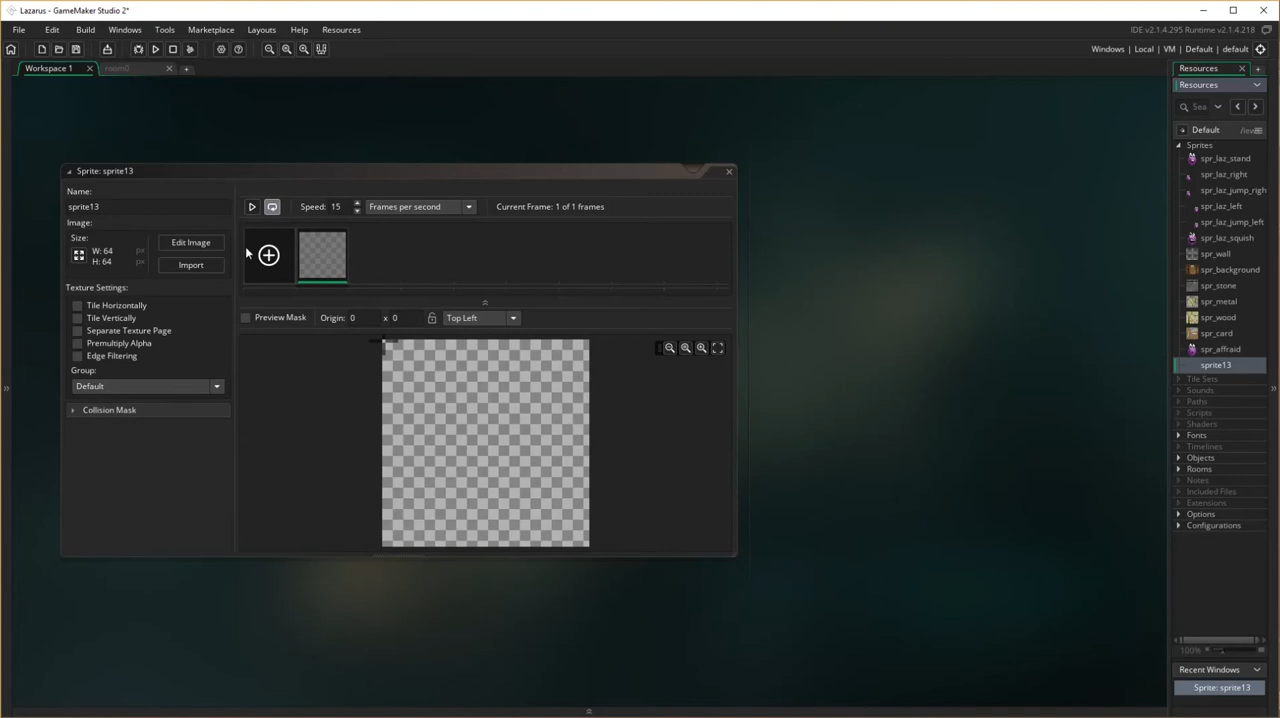 Lazarus - GameMaker Studio 2*
File Edit Build Windows Tools Marketplace Layouts Help Resources
IDE v2.1.4.295 Runtime v2.1.4.218
Windows | Local | VM | Default | default
Workspace 1
room0
Resources
Resources
Sea
Default
Sprites
spr_laz_stand
spr_laz_right
spr_laz_jump_righ
spr_laz_left
spr_laz_jump_left
spr_laz_squish
spr_wall
spr_background
spr_stone
spr_metal
spr_wood
spr_card
spr_affraid
sprite13
Tile Sets
Sounds
Paths
Scripts
Shaders
Fonts
Timelines
Objects
Rooms
Notes
Included Files
Extensions
Options
Configurations
100%
Recent Windows
Sprite: sprite13
Sprite: sprite13
Name:
sprite13
Image:
Size:
W: 64 px
H: 64 px
Edit Image
Import
Texture Settings:
Tile Horizontally
Tile Vertically
Separate Texture Page
Premultiply Alpha
Edge Filtering
Group:
Default
Collision Mask
Speed: 15 Frames per second Current Frame: 1 of 1 frames
Preview Mask Origin: 0 x 0 Top Left